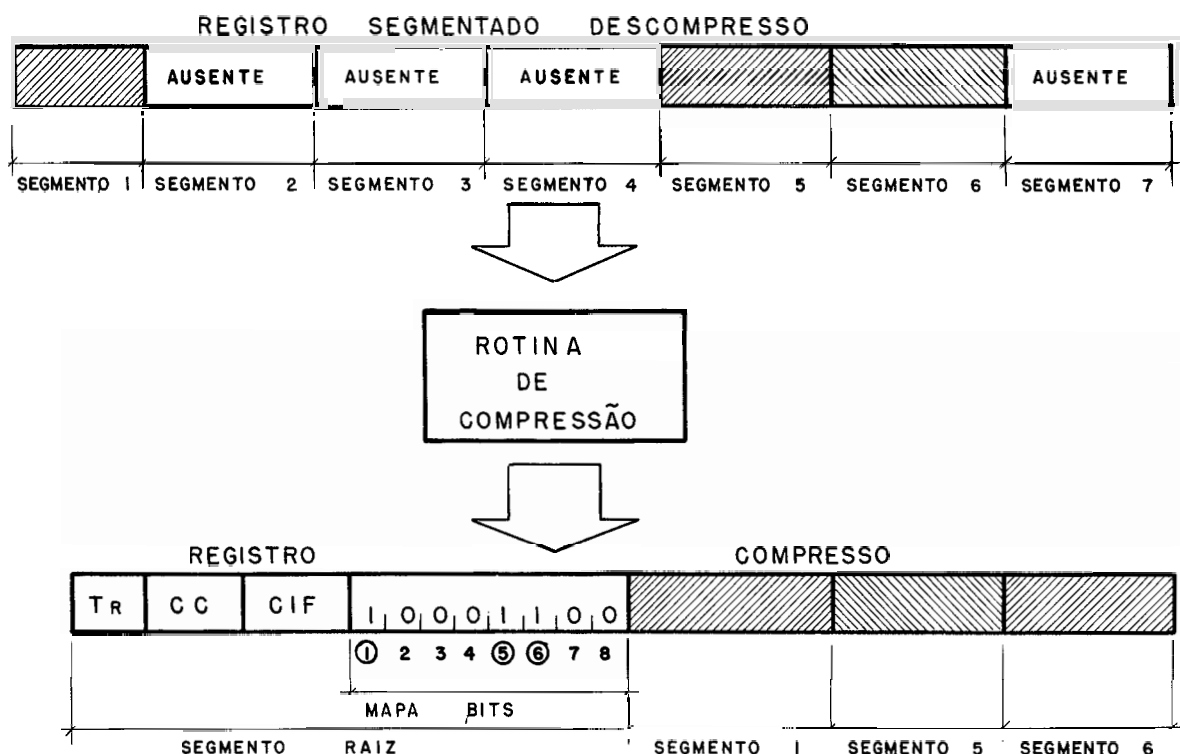 REGISTRO SEGMENTADO DESCOMPRESSO
AUSENTE AUSENTE AUSENTE AUSENTE
SEGMENTO 1 SEGMENTO 2 SEGMENTO 3 SEGMENTO 4 SEGMENTO 5 SEGMENTO 6 SEGMENTO 7
ROTINA
DE
COMPRESSÃO
REGISTRO COMPRESSO
TR CC CIF 1 0 0 0 1 1 0 0
1 2 3 4 5 6 7 8
MAPA BITS
SEGMENTO RAIZ SEGMENTO 1 SEGMENTO 5 SEGMENTO 6